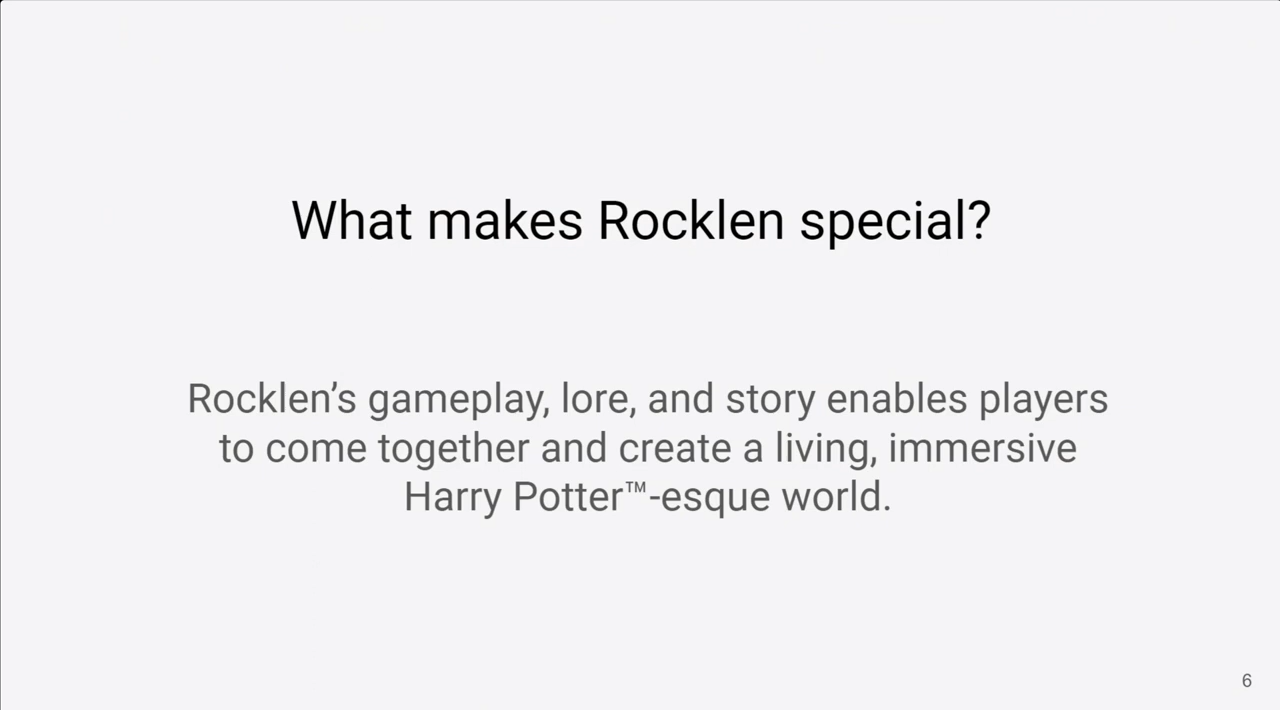 What makes Rocklen special?
Rocklen’s gameplay, lore, and story enables players
to come together and create a living, immersive
Harry Potter™-esque world.
6